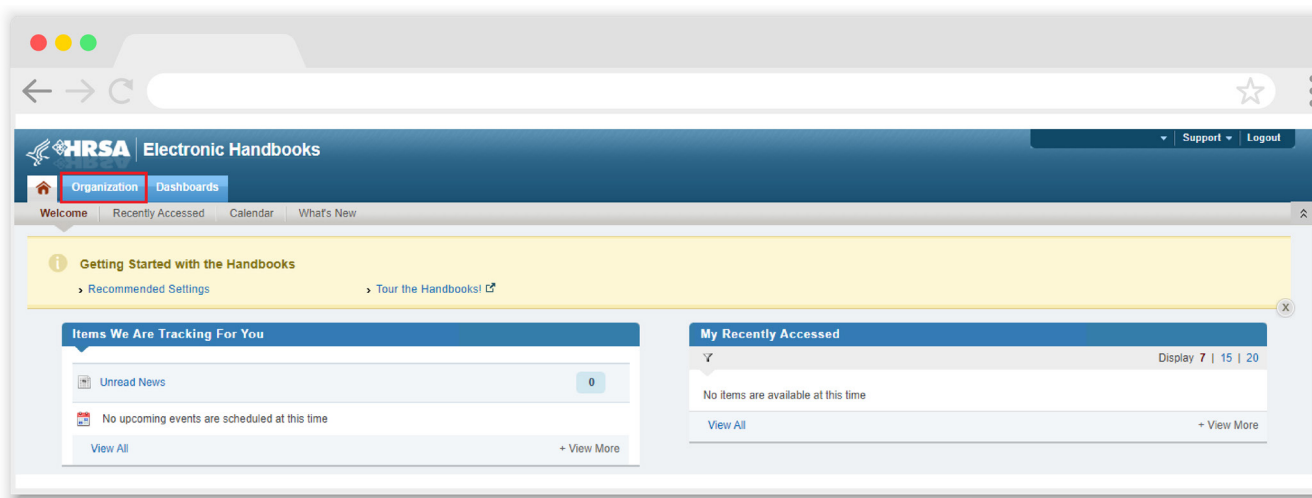 HRSA Electronic Handbooks
Support Logout
Organization Dashboards
Welcome Recently Accessed Calendar What's New
Getting Started with the Handbooks
Recommended Settings Tour the Handbooks!
Items We Are Tracking For You
Unread News 0
No upcoming events are scheduled at this time
View All + View More
My Recently Accessed
Display 7 | 15 | 20
No items are available at this time
View All + View More